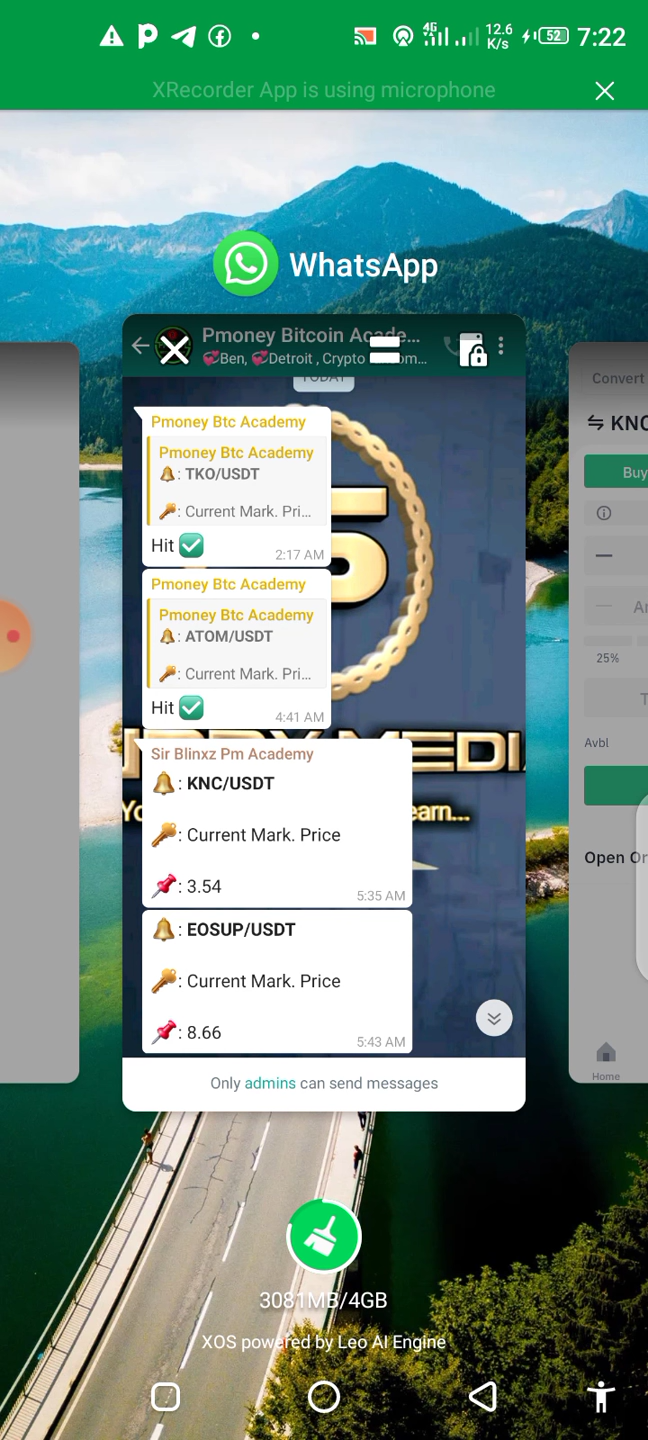 4G
12.6
K/s
52
7:22
XRecorder App is using microphone
WhatsApp
Pmoney Bitcoin Acade...
💞Ben, 💞Detroit , Crypto
TODAY
Pmoney Btc Academy
Pmoney Btc Academy
🔔: TKO/USDT
🔑: Current Mark. Pri...
Hit ✅
2:17 AM
Pmoney Btc Academy
Pmoney Btc Academy
🔔: ATOM/USDT
🔑: Current Mark. Pri...
Hit ✅
4:41 AM
Sir Blinxz Pm Academy
🔔: KNC/USDT
🔑: Current Mark. Price
📌: 3.54
5:35 AM
🔔: EOSUP/USDT
🔑: Current Mark. Price
📌: 8.66
5:43 AM
Only admins can send messages
Convert
KNC
Buy
25%
Avbl
Open Or
Home
3081MB/4GB
XOS powered by Leo AI Engine